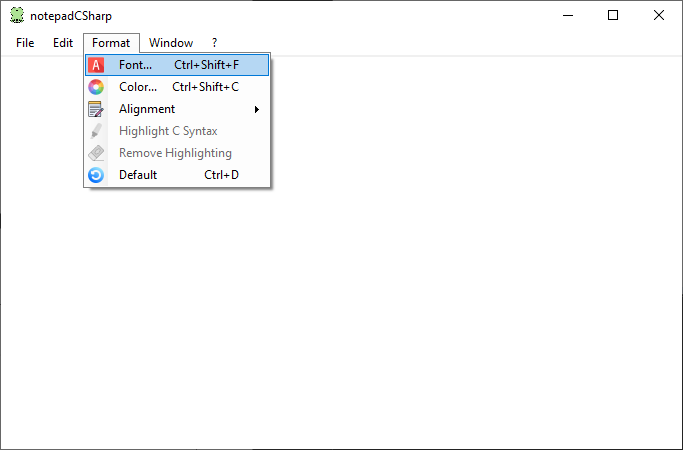 notepadCSharp
File Edit Format Window ?
Font... Ctrl+Shift+F
Color... Ctrl+Shift+C
Alignment
Highlight C Syntax
Remove Highlighting
Default Ctrl+D